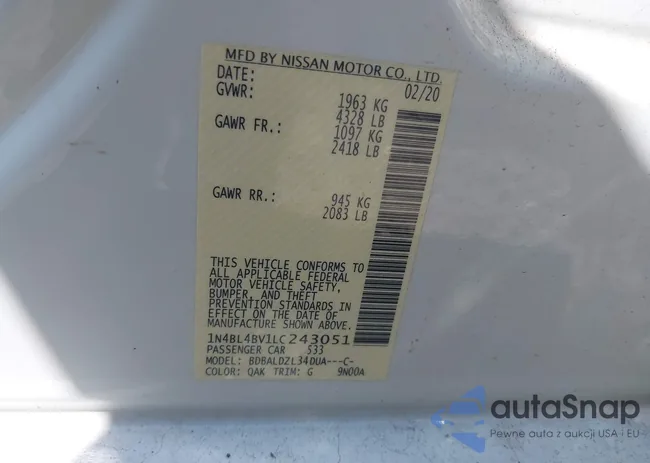 MFD BY NISSAN MOTOR CO., LTD.
DATE: 02/20
GVWR: 1963 KG
4328 LB
GAWR FR.: 1097 KG
2418 LB
GAWR RR.: 945 KG
2083 LB
THIS VEHICLE CONFORMS TO
ALL APPLICABLE FEDERAL
MOTOR VEHICLE SAFETY,
BUMPER, AND THEFT
PREVENTION STANDARDS IN
EFFECT ON THE DATE OF
MANUFACTURE SHOWN ABOVE.
1N4BL4BV1LC243051
PASSENGER CAR 533
MODEL: BDBALDZL34DUA---C-
COLOR: QAK TRIM: G 9N00A
autaSnap
Pewne auta z aukcji USA i EU